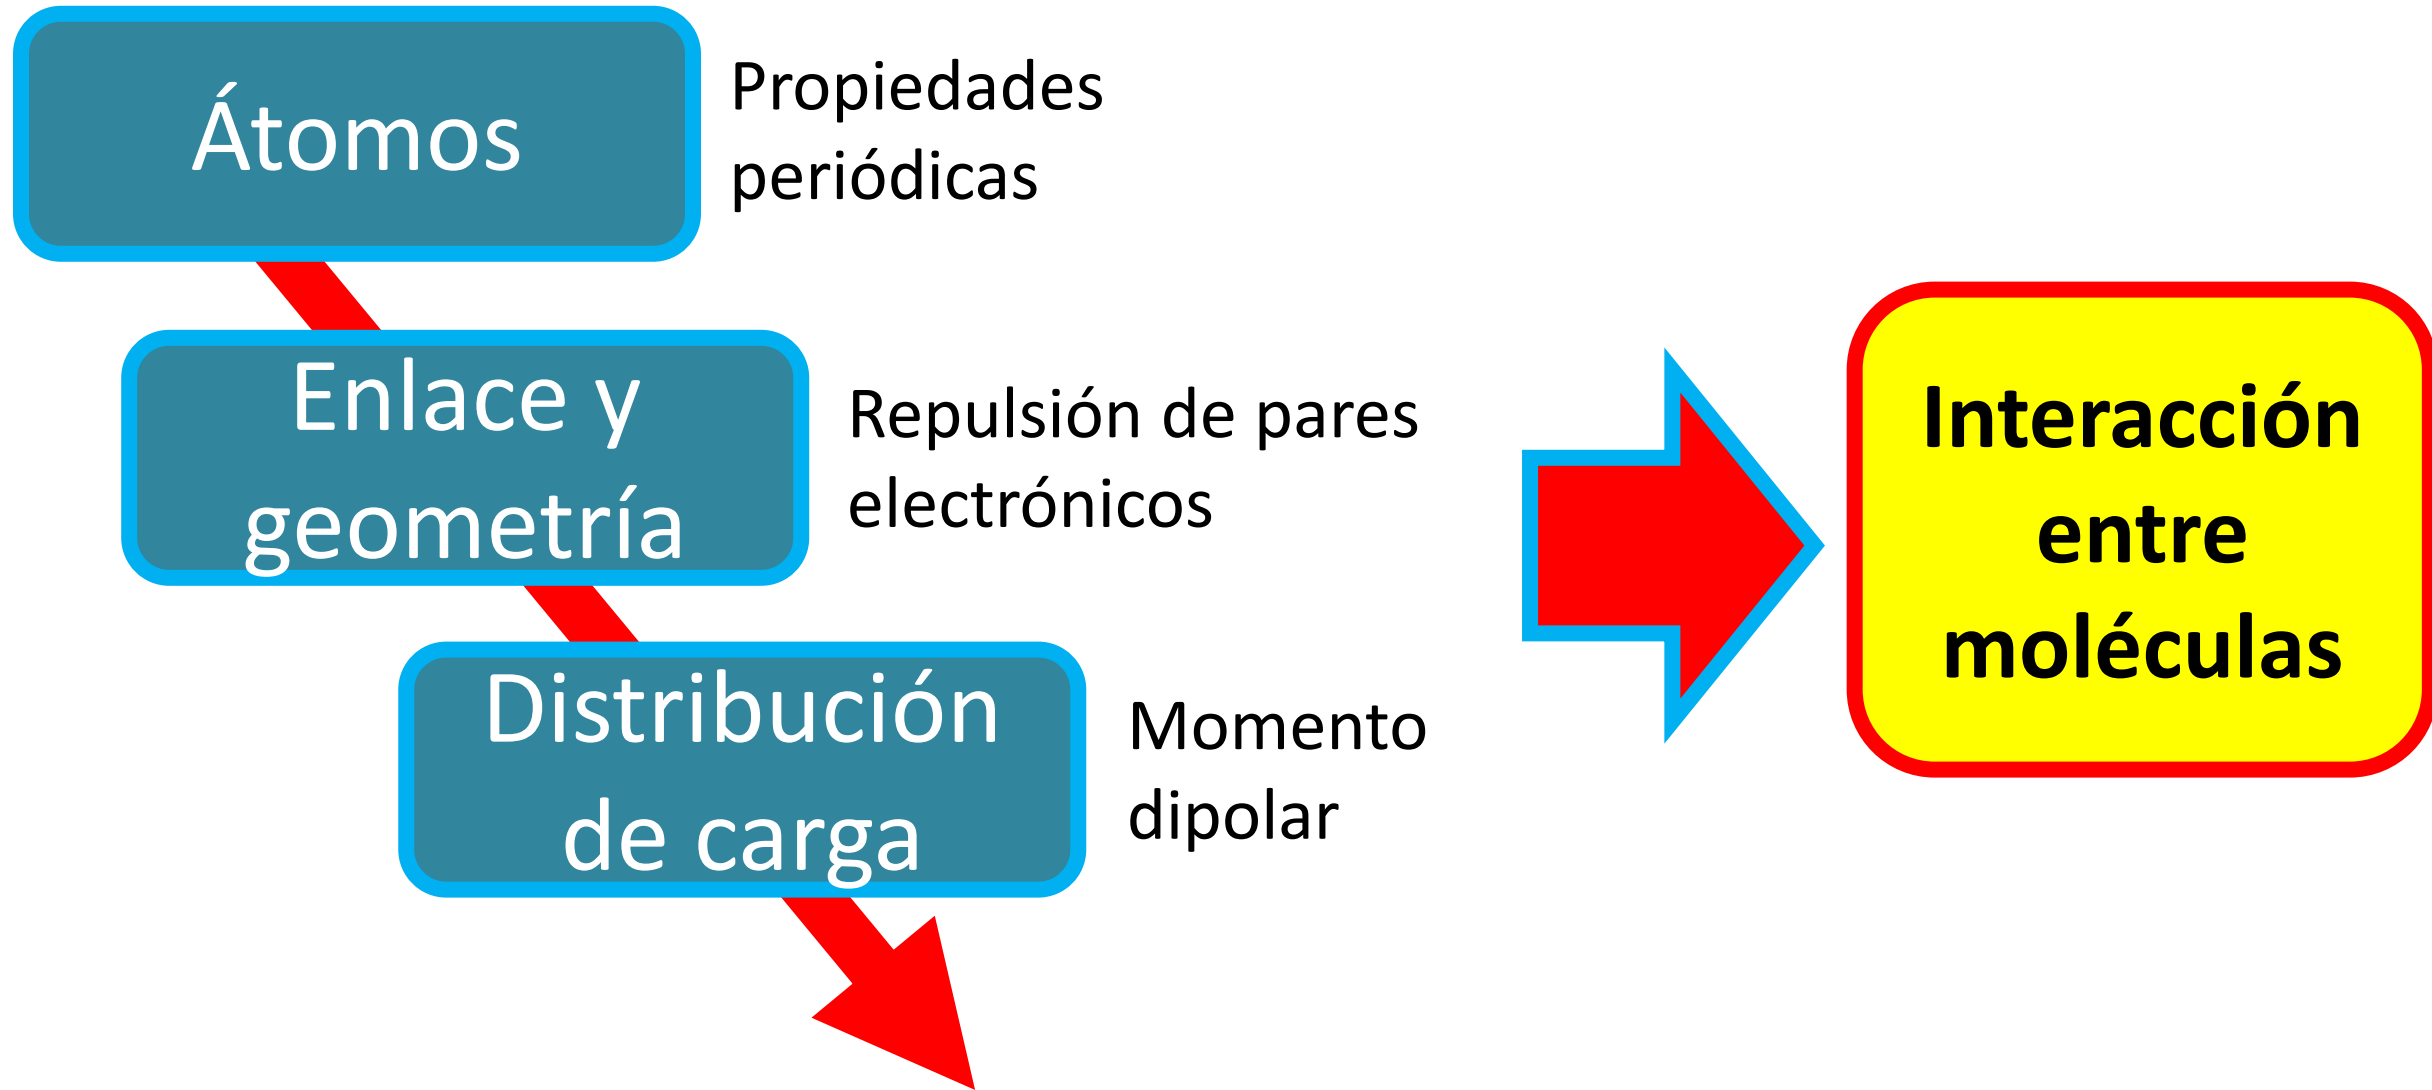 Átomos
Propiedades
periódicas
Enlace y
geometría
Repulsión de pares
electrónicos
Distribución
de carga
Momento
dipolar
Interacción
entre
moléculas